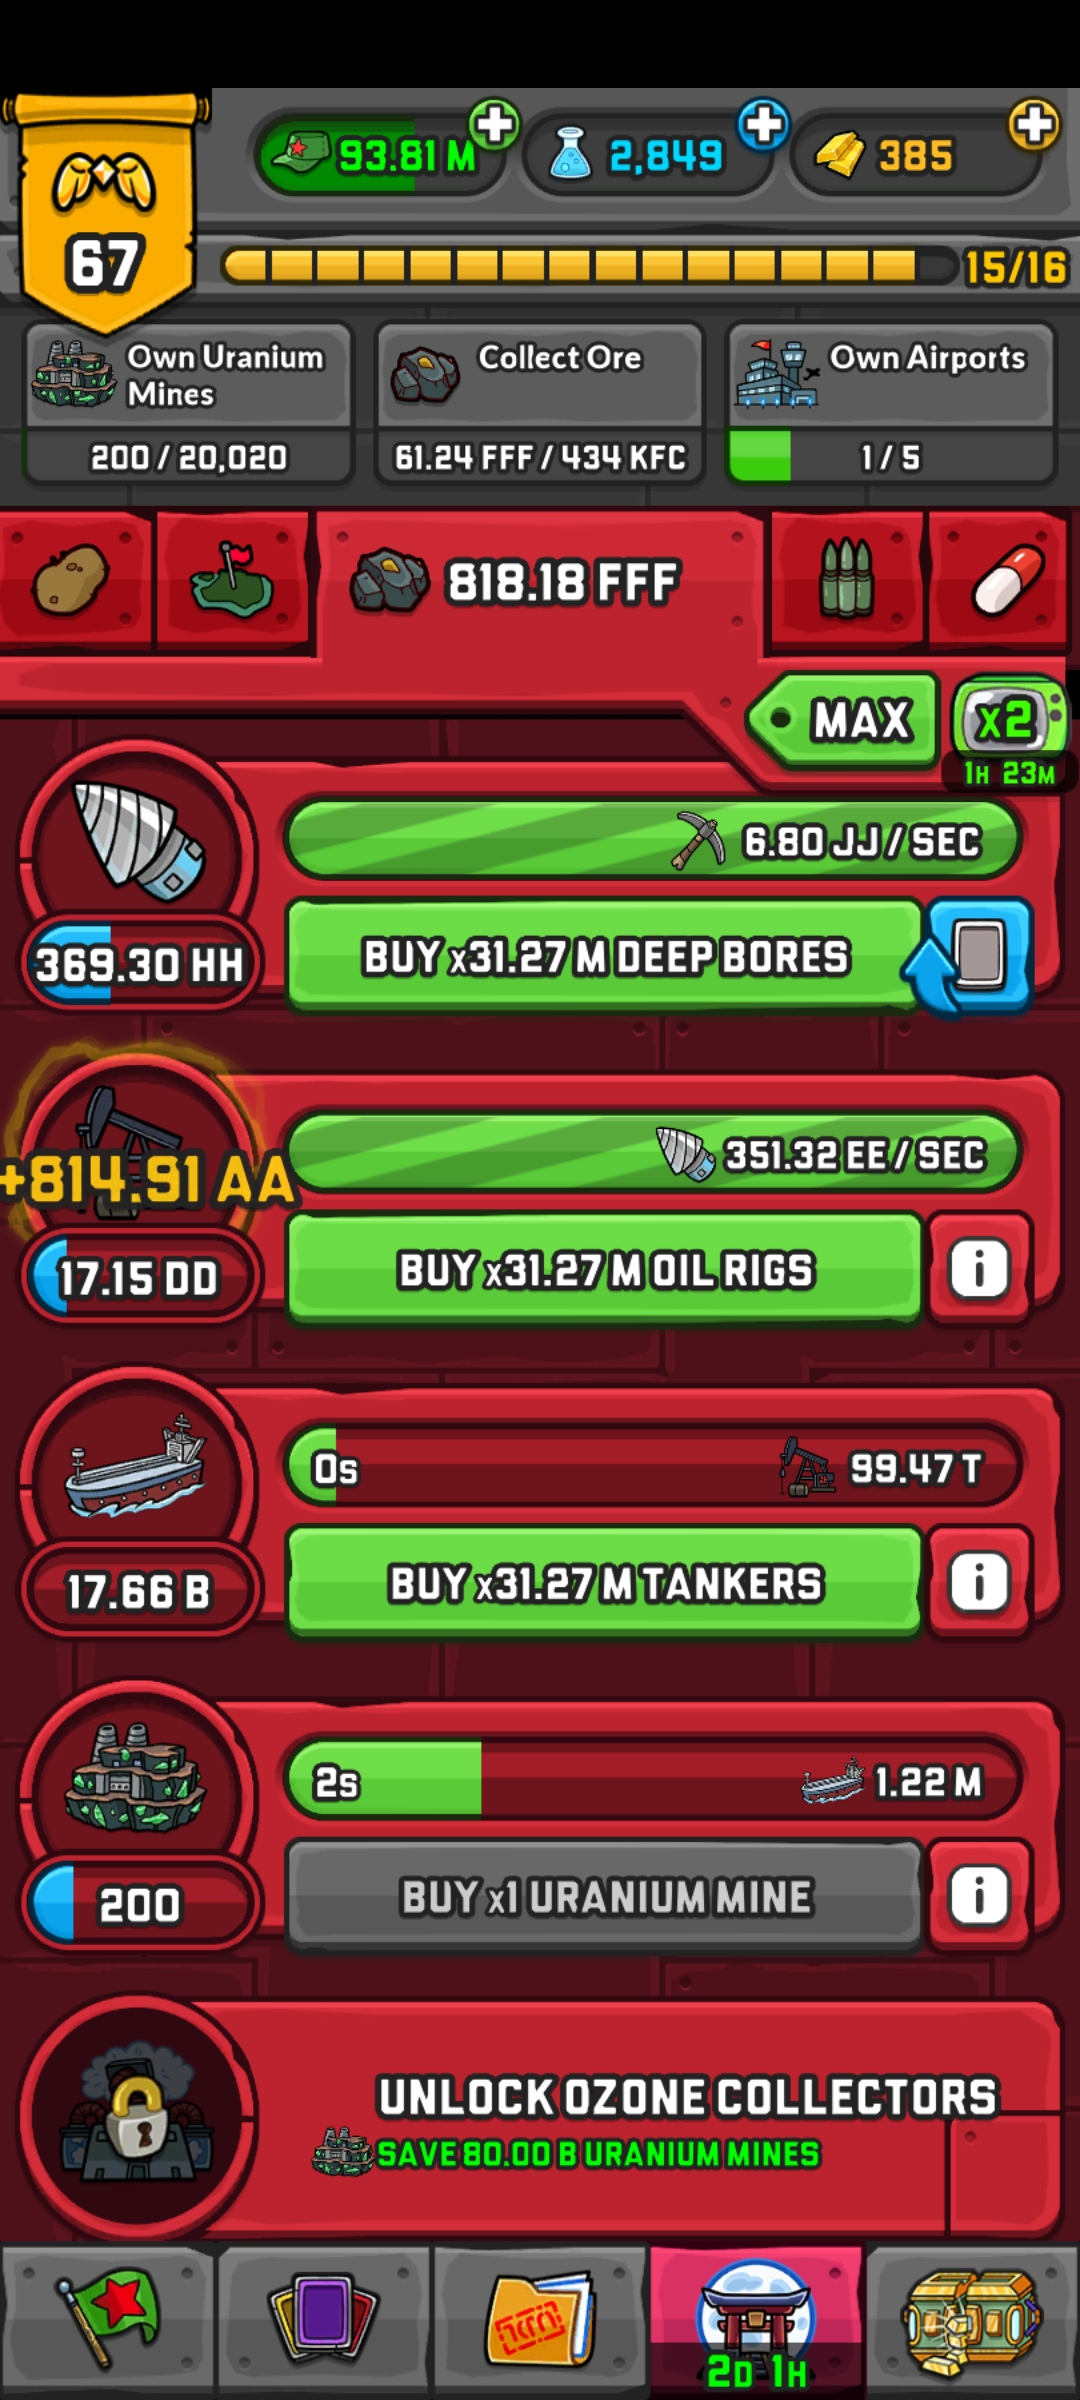 93.81 M
2,849
385
67
15/16
Own Uranium
Mines
200 / 20,020
Collect Ore
61.24 FFF / 434 KFC
Own Airports
1 / 5
818.18 FFF
MAX
x2
1H 23M
6.80 JJ / SEC
369.30 HH
BUY x31.27 M DEEP BORES
351.32 EE / SEC
+814.91 AA
17.15 DD
BUY x31.27 M OIL RIGS
i
0s
99.47 T
17.66 B
BUY x31.27 M TANKERS
i
2s
1.22 M
200
BUY x1 URANIUM MINE
i
UNLOCK OZONE COLLECTORS
SAVE 80.00 B URANIUM MINES
2D 1H